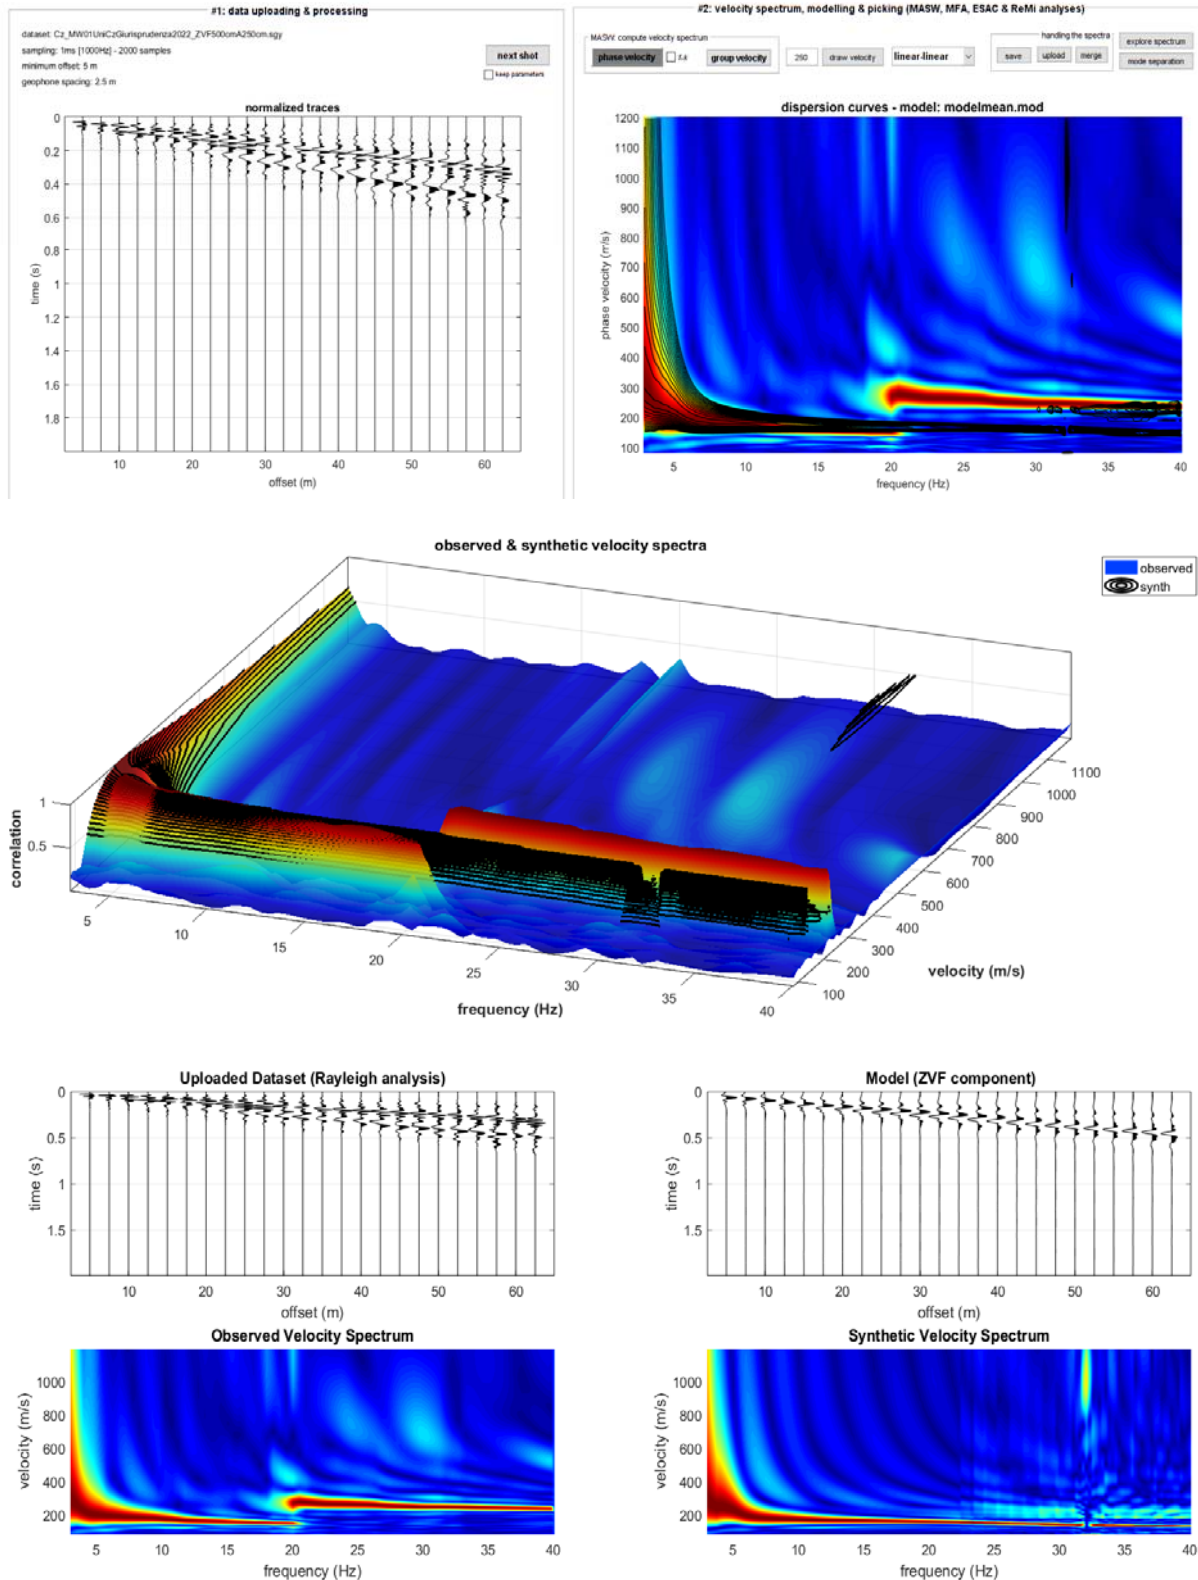 #1: data uploading & processing
dataset: Cz_MW01UniCzGiurisprudenza2022_ZVF500cmA250cm.sgy
sampling: 1ms [1000Hz] - 2000 samples
minimum offset: 5 m
geophone spacing: 2.5 m
next shot
keep parameters
normalized traces
0
0.2
0.4
0.6
0.8
1
1.2
1.4
1.6
1.8
time (s)
10 20 30 40 50 60
offset (m)
#2: velocity spectrum, modelling & picking (MASW, MFA, ESAC & ReMi analyses)
MASW: compute velocity spectrum
phase velocity
f.s
group velocity
250
draw velocity
linear-linear
handling the spectra
save
upload
merge
explore spectrum
mode separation
dispersion curves - model: modelmean.mod
1200
1100
1000
900
800
700
600
500
400
300
200
100
phase velocity (m/s)
5 10 15 20 25 30 35 40
frequency (Hz)
observed & synthetic velocity spectra
observed
synth
1
0.5
correlation
5 10 15 20 25 30 35 40
frequency (Hz)
100 200 300 400 500 600 700 800 900 1000 1100
velocity (m/s)
Uploaded Dataset (Rayleigh analysis)
0
0.5
1
1.5
time (s)
10 20 30 40 50 60
offset (m)
Model (ZVF component)
0
0.5
1
1.5
time (s)
10 20 30 40 50 60
offset (m)
Observed Velocity Spectrum
1000
800
600
400
200
velocity (m/s)
5 10 15 20 25 30 35 40
frequency (Hz)
Synthetic Velocity Spectrum
1000
800
600
400
200
velocity (m/s)
5 10 15 20 25 30 35 40
frequency (Hz)